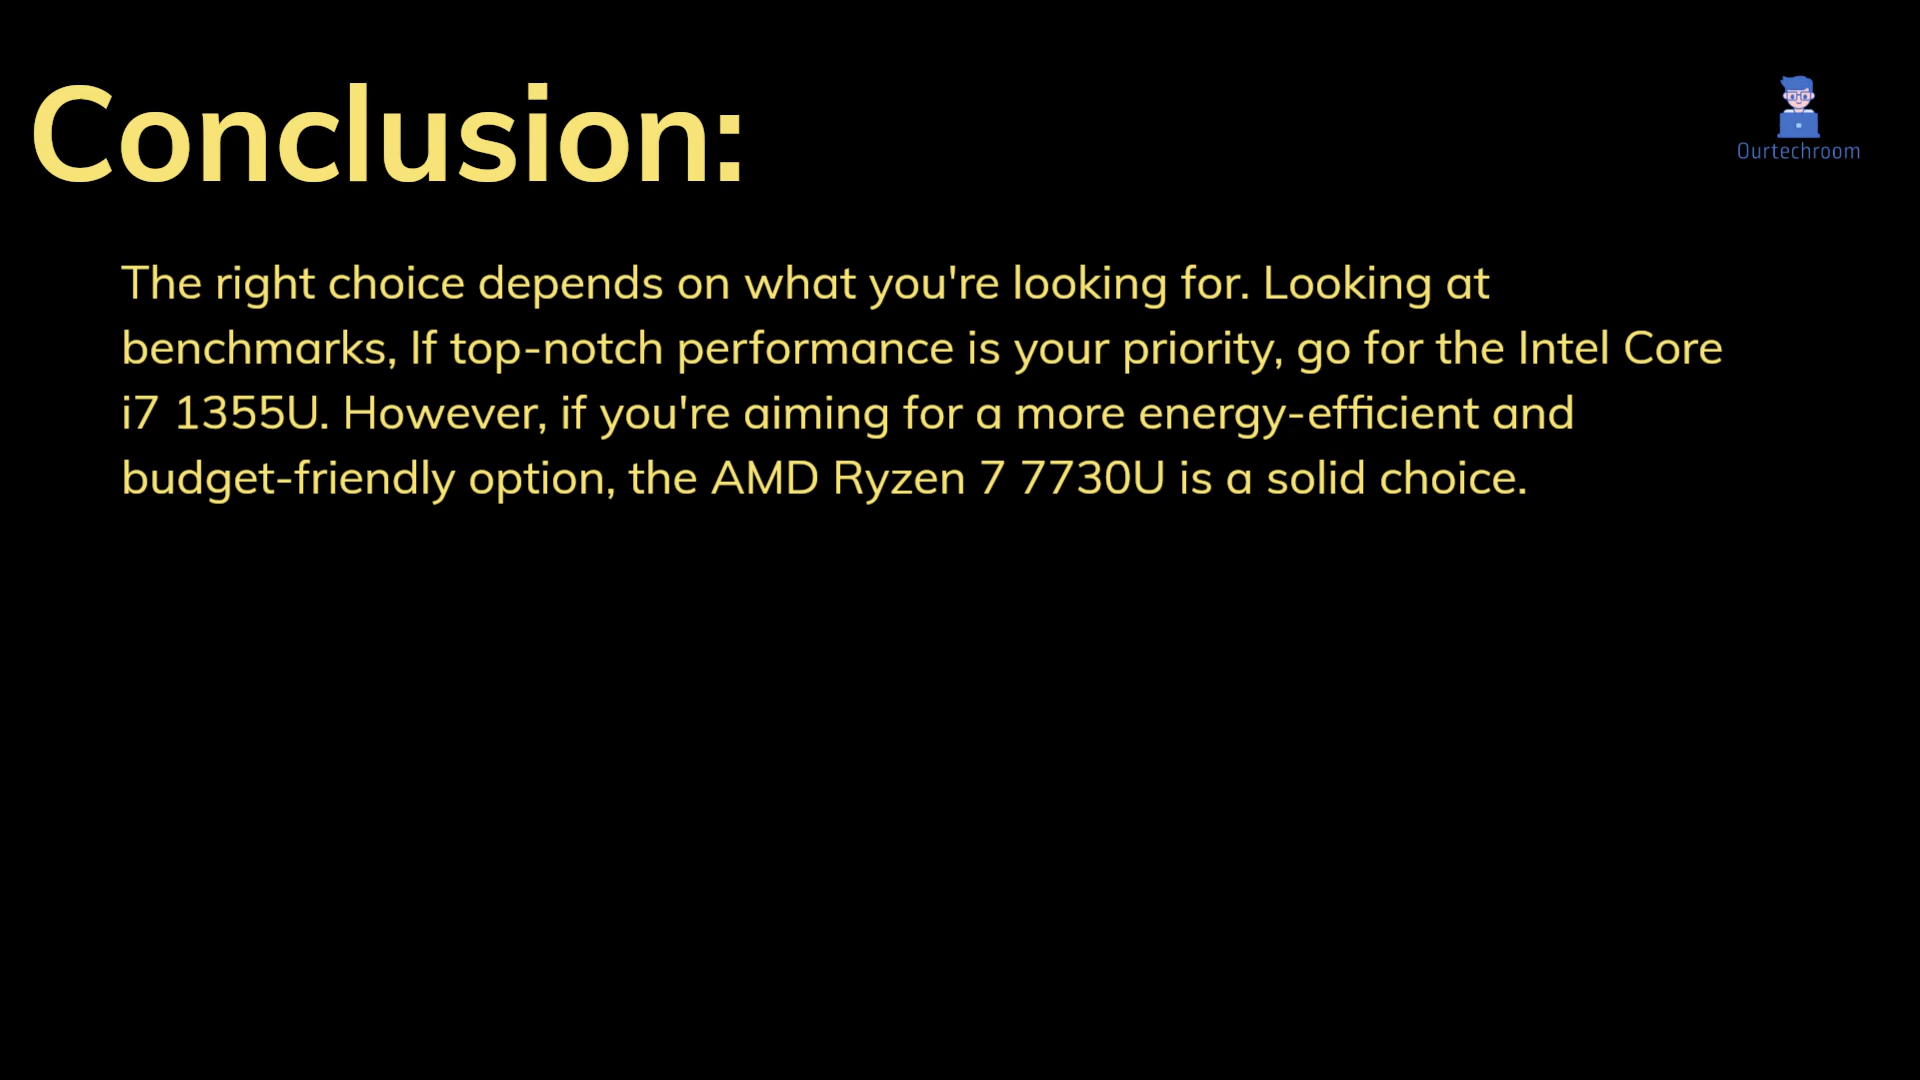 Conclusion:
Ourtechroom
The right choice depends on what you're looking for. Looking at
benchmarks, If top-notch performance is your priority, go for the Intel Core
i7 1355U. However, if you're aiming for a more energy-efficient and
budget-friendly option, the AMD Ryzen 7 7730U is a solid choice.